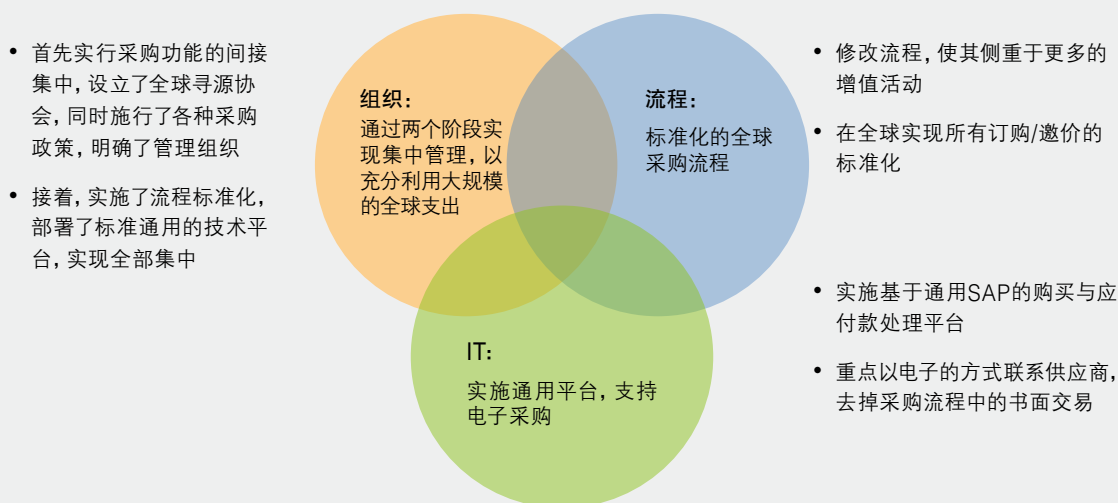 • 首先实行采购功能的间接
集中，设立了全球寻源协
会，同时施行了各种采购
政策，明确了管理组织
• 接着，实施了流程标准化，
部署了标准通用的技术平
台，实现全部集中
组织：
通过两个阶段实
现集中管理，以
充分利用大规模
的全球支出
流程：
标准化的全球
采购流程
• 修改流程，使其侧重于更多的
增值活动
• 在全球实现所有订购/邀价的
标准化
IT：
实施通用平台，支持
电子采购
• 实施基于通用SAP的购买与应
付款处理平台
• 重点以电子的方式联系供应商，
去掉采购流程中的书面交易